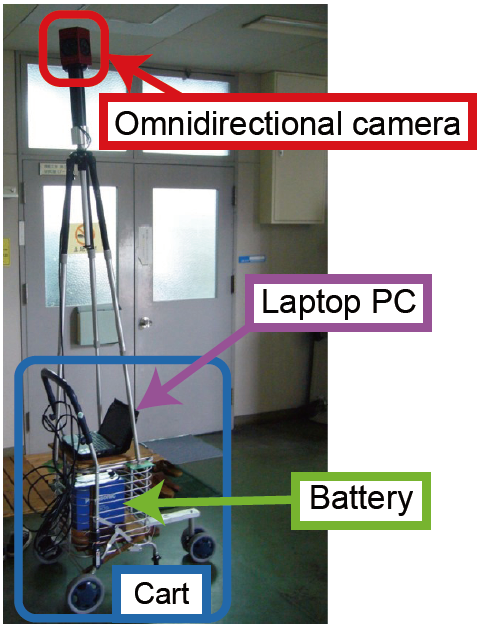 Omnidirectional camera
Laptop PC
Battery
Cart